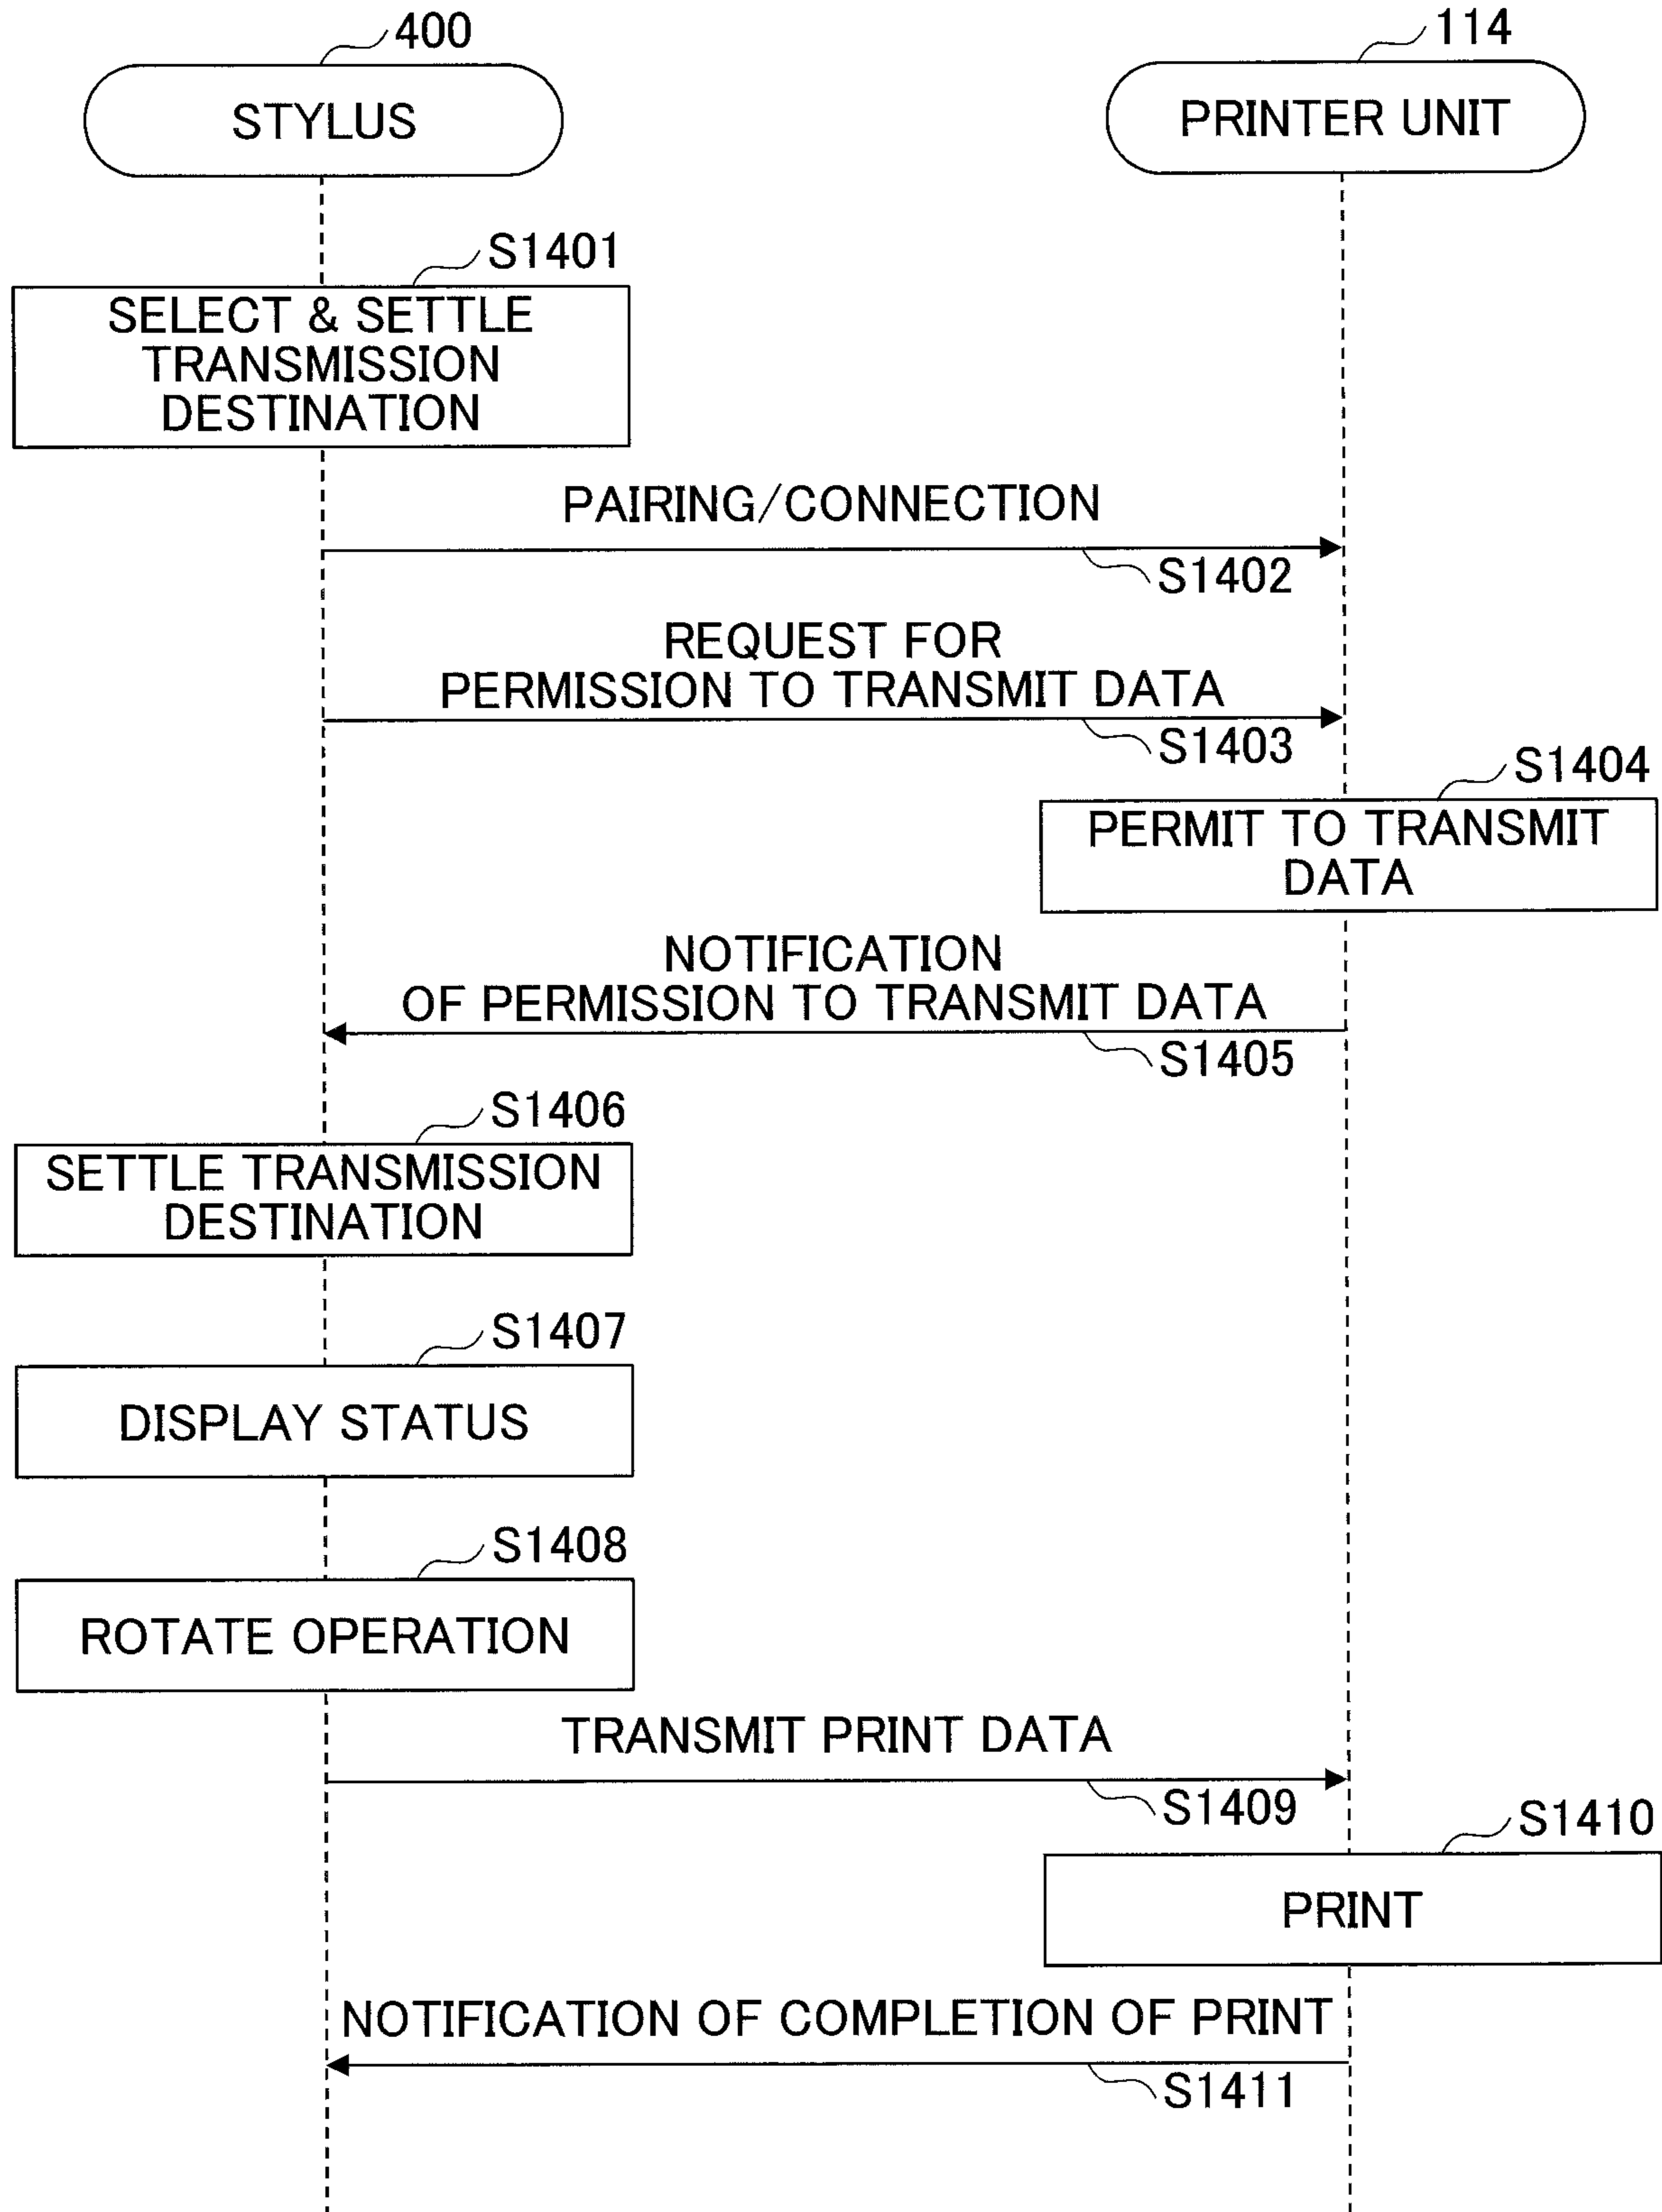 400
STYLUS
114
PRINTER UNIT
S1401
SELECT & SETTLE
TRANSMISSION
DESTINATION
PAIRING/CONNECTION
S1402
REQUEST FOR
PERMISSION TO TRANSMIT DATA
S1403
S1404
PERMIT TO TRANSMIT
DATA
NOTIFICATION
OF PERMISSION TO TRANSMIT DATA
S1405
S1406
SETTLE TRANSMISSION
DESTINATION
S1407
DISPLAY STATUS
S1408
ROTATE OPERATION
TRANSMIT PRINT DATA
S1409
S1410
PRINT
NOTIFICATION OF COMPLETION OF PRINT
S1411